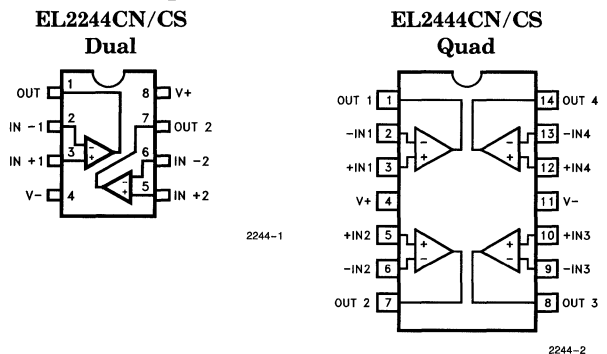 EL2244CN/CS
Dual
OUT 1 8 V+
IN -1 2 7 OUT 2
IN +1 3 6 IN -2
V- 4 5 IN +2
- + - +
2244-1
EL2444CN/CS
Quad
OUT 1 1 14 OUT 4
-IN1 2 - - 13 -IN4
+IN1 3 + + 12 +IN4
V+ 4 11 V-
+IN2 5 + + 10 +IN3
-IN2 6 - - 9 -IN3
OUT 2 7 8 OUT 3
2244-2